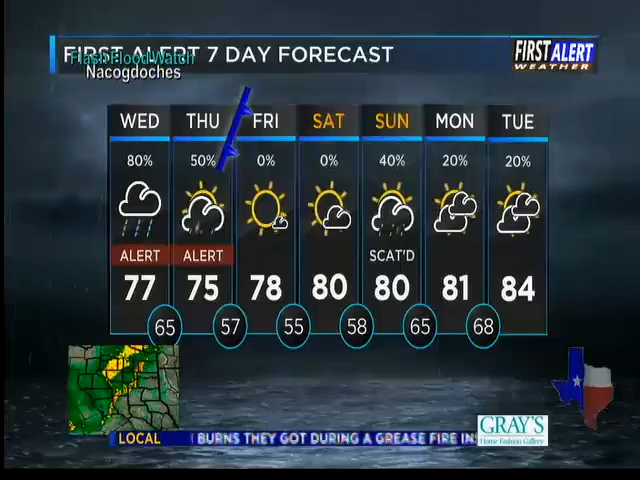 FIRST ALERT 7 DAY FORECAST
Flash Flood Watch
Nacogdoches
FIRST ALERT
WEATHER
WED THU FRI SAT SUN MON TUE
80% 50% 0% 0% 40% 20% 20%
ALERT ALERT SCAT'D
77 75 78 80 80 81 84
65 57 55 58 65 68
GRAY'S
Home Fashion Gallery
LOCAL BURNS THEY GOT DURING A GREASE FIRE IN